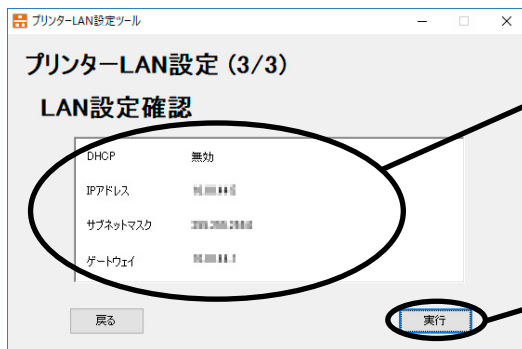 プリンターLAN設定ツール
プリンターLAN設定 (3/3)
LAN設定確認
DHCP 無効
IPアドレス
サブネットマスク
ゲートウェイ
戻る
実行